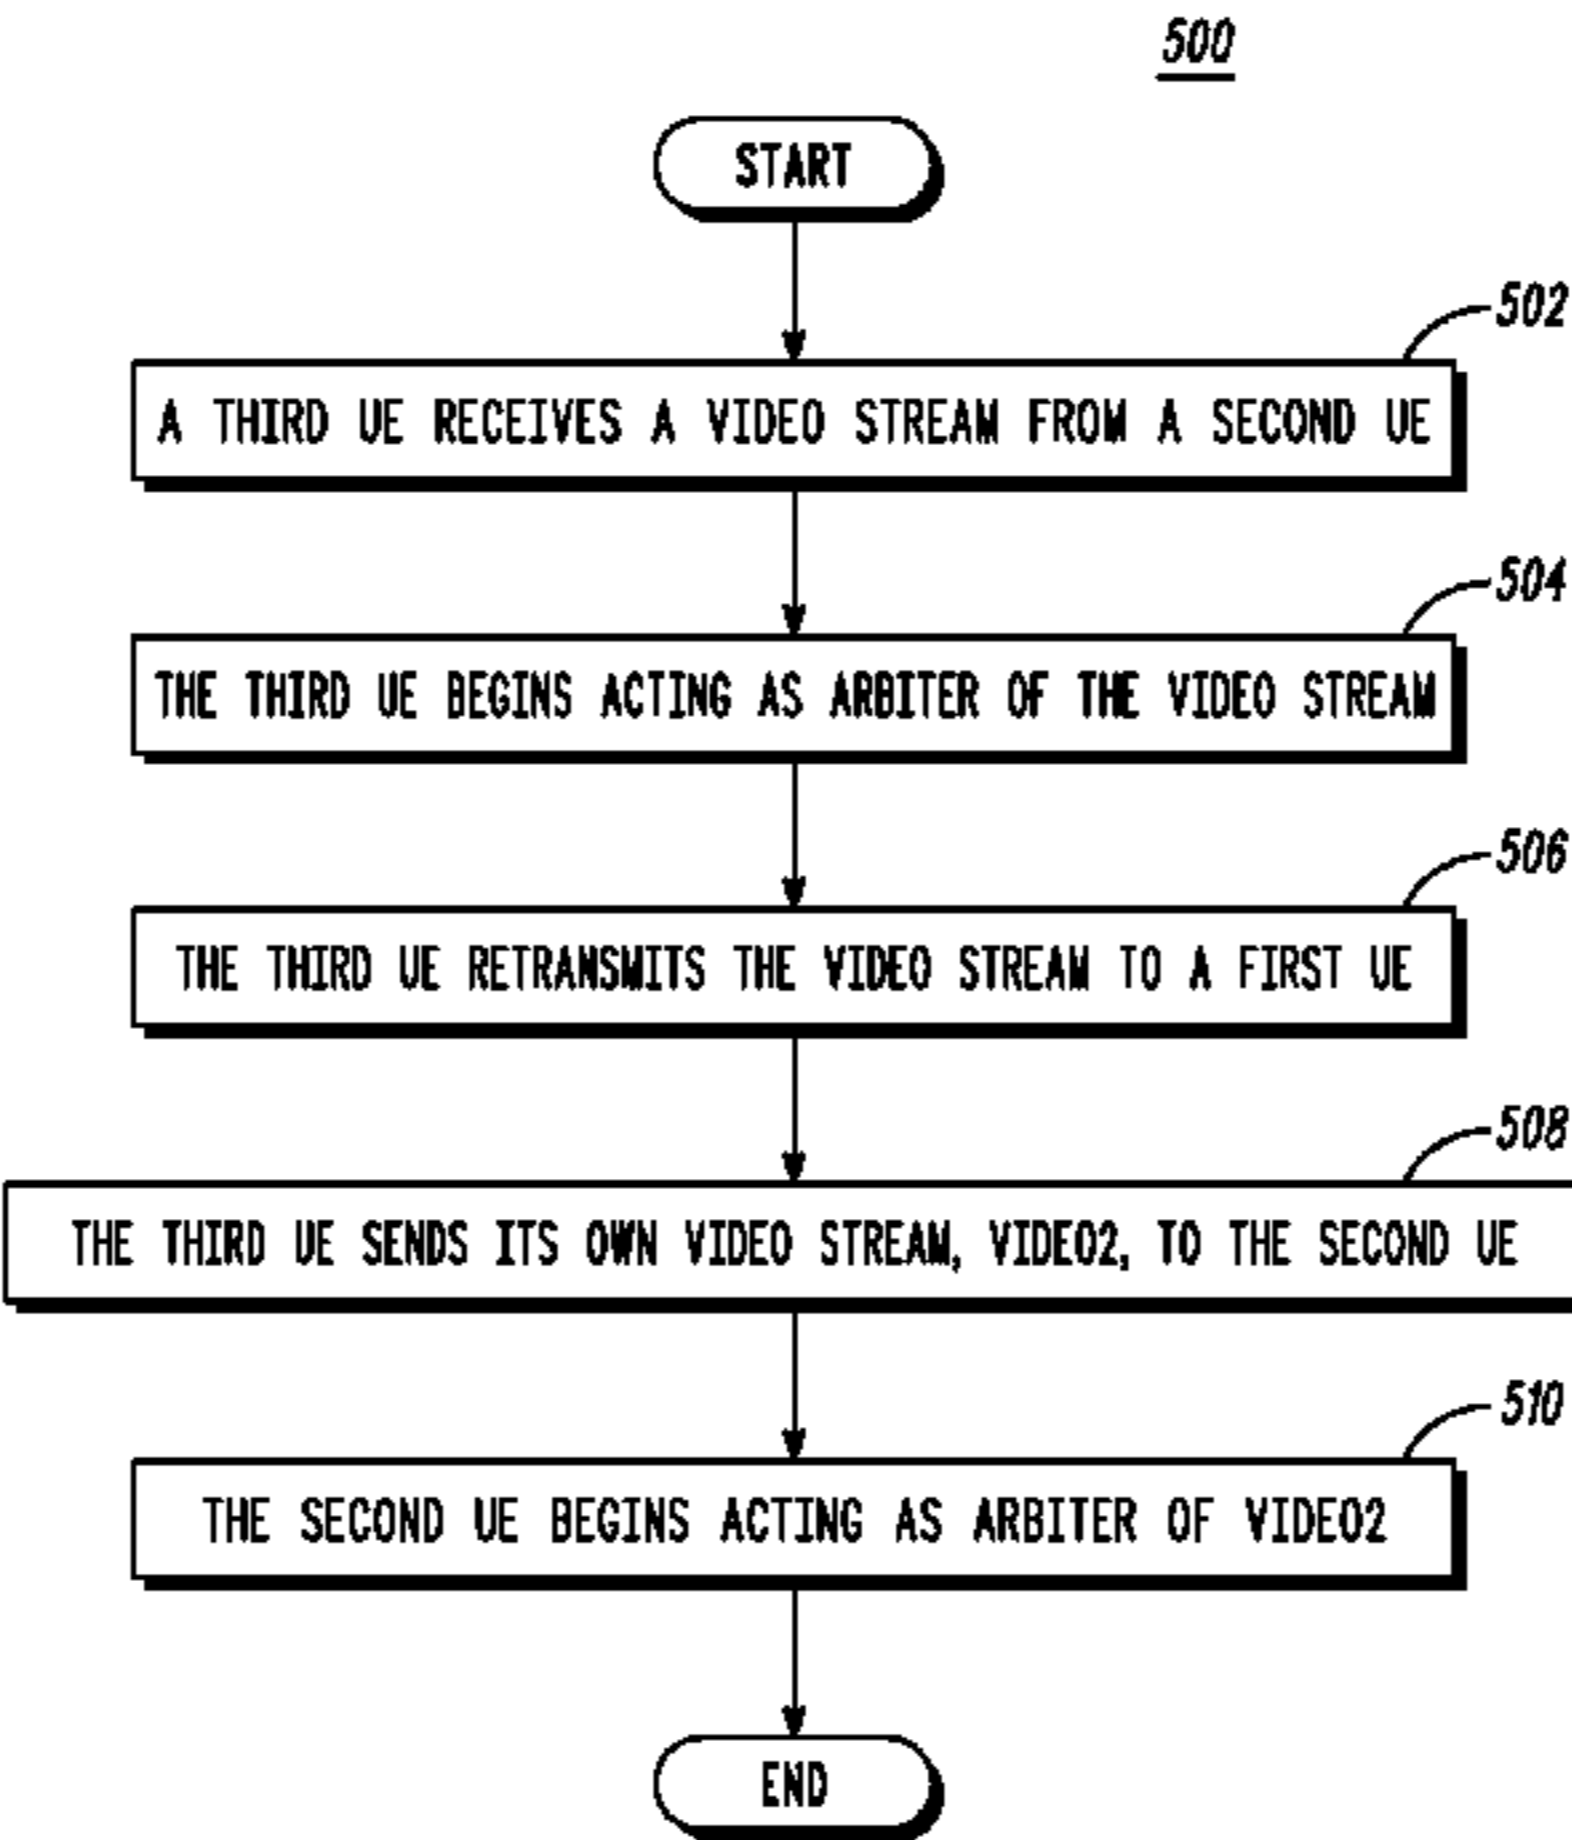 500
START
502
A THIRD UE RECEIVES A VIDEO STREAM FROM A SECOND UE
504
THE THIRD UE BEGINS ACTING AS ARBITER OF THE VIDEO STREAM
506
THE THIRD UE RETRANSMITS THE VIDEO STREAM TO A FIRST UE
508
THE THIRD UE SENDS ITS OWN VIDEO STREAM, VIDEO2, TO THE SECOND UE
510
THE SECOND UE BEGINS ACTING AS ARBITER OF VIDEO2
END